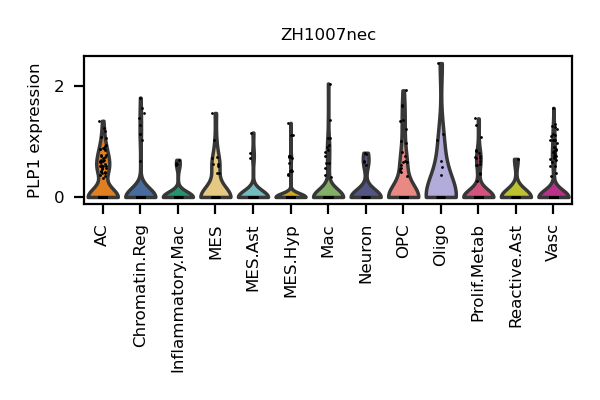 ZH1007nec
PLP1 expression
2
0
AC
Chromatin.Reg
Inflammatory.Mac
MES
MES.Ast
MES.Hyp
Mac
Neuron
OPC
Oligo
Prolif.Metab
Reactive.Ast
Vasc